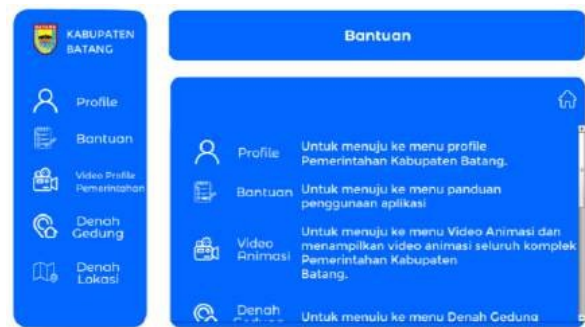 KABUPATEN
BATANG
Profile
Bantuan
Video Profile
Pemerintahan
Denah
Gedung
Denah
Lokasi
Bantuan
Profile
Untuk menuju ke menu profile
Pemerintahan Kabupaten Batang.
Bantuan
Untuk menuju ke menu panduan
penggunaan aplikasi
Video
Animasi
Untuk menuju ke menu Video Animasi dan
menampilkan video animasi seluruh komplek
Pemerintahan Kabupaten
Batang.
Denah
Gedung
Untuk menuju ke menu Denah Gedung